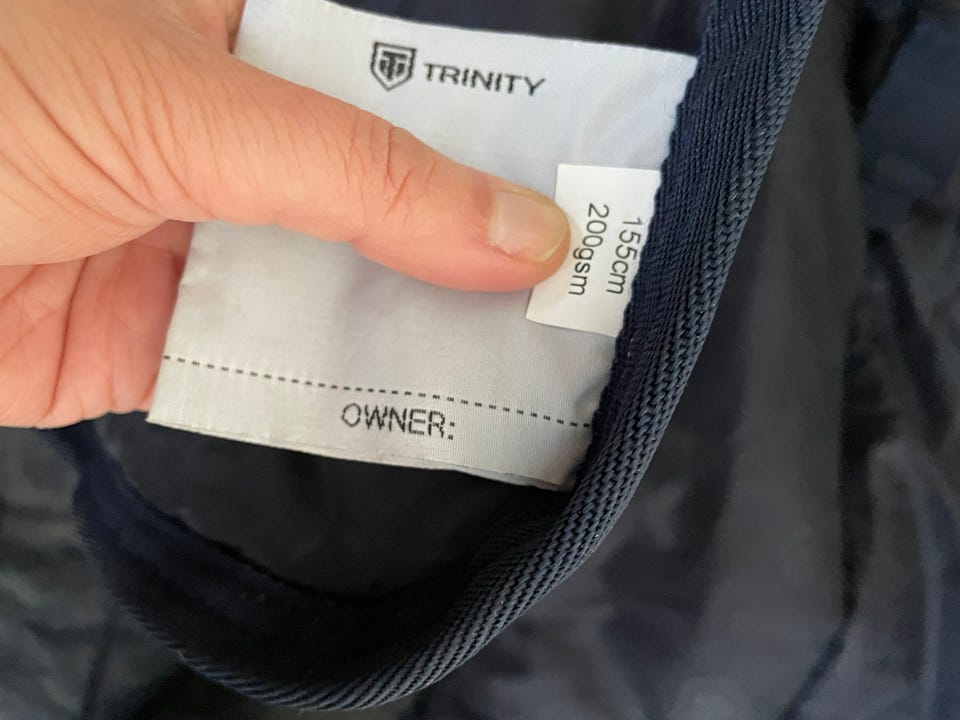 TRINITY
155cm
200gsm
OWNER: